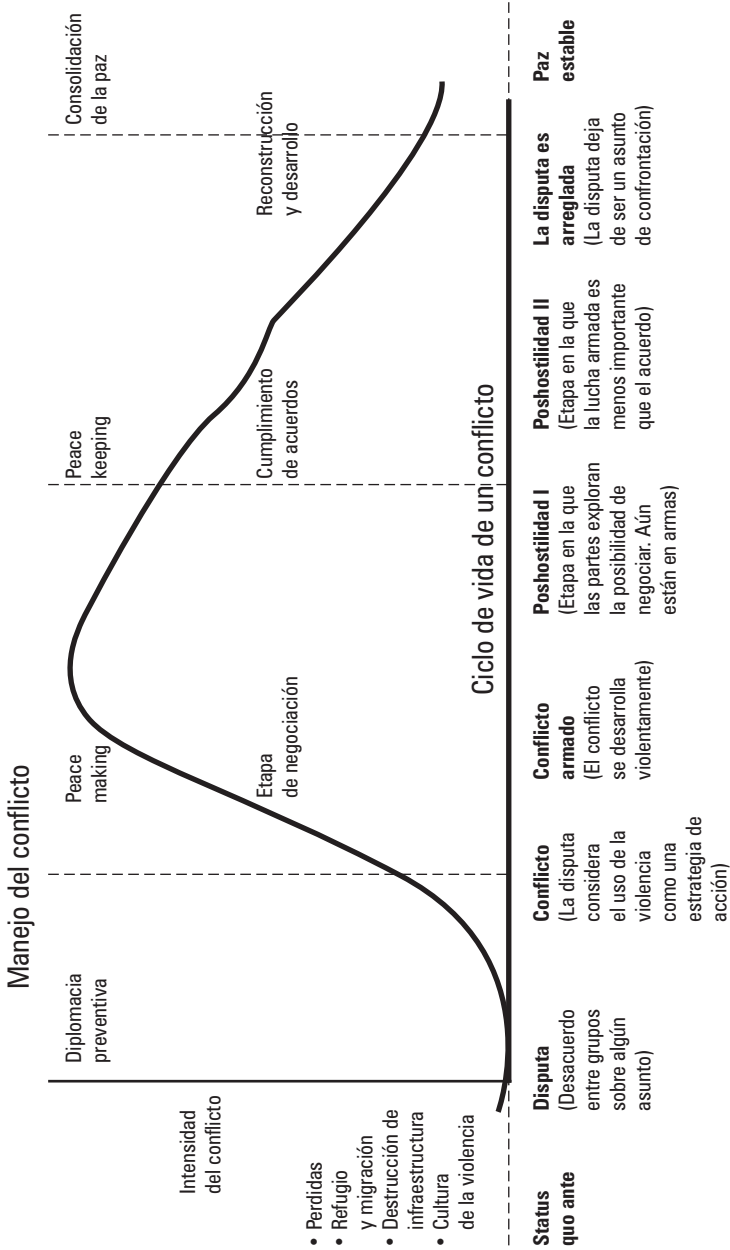 Manejo del conflicto
Diplomacia
preventiva
Peace
making
Peace
keeping
Consolidación
de la paz
Intensidad
del conflicto
• Perdidas
• Refugio
y migración
• Destrucción de
infraestructura
• Cultura
de la violencia
Etapa
de negociación
Cumplimiento
de acuerdos
Reconstrucción
y desarrollo
Ciclo de vida de un conflicto
Status
quo ante
Disputa
(Desacuerdo
entre grupos
sobre algún
asunto)
Conflicto
(La disputa
considera
el uso de la
violencia
como una
estrategia de
acción)
Conflicto
armado
(El conflicto
se desarrolla
violentamente)
Poshostilidad I
(Etapa en la que
las partes exploran
la posibilidad de
negociar. Aún
están en armas)
Poshostilidad II
(Etapa en la que
la lucha armada es
menos importante
que el acuerdo)
La disputa es
arreglada
(La disputa deja
de ser un asunto
de confrontación)
Paz
estable